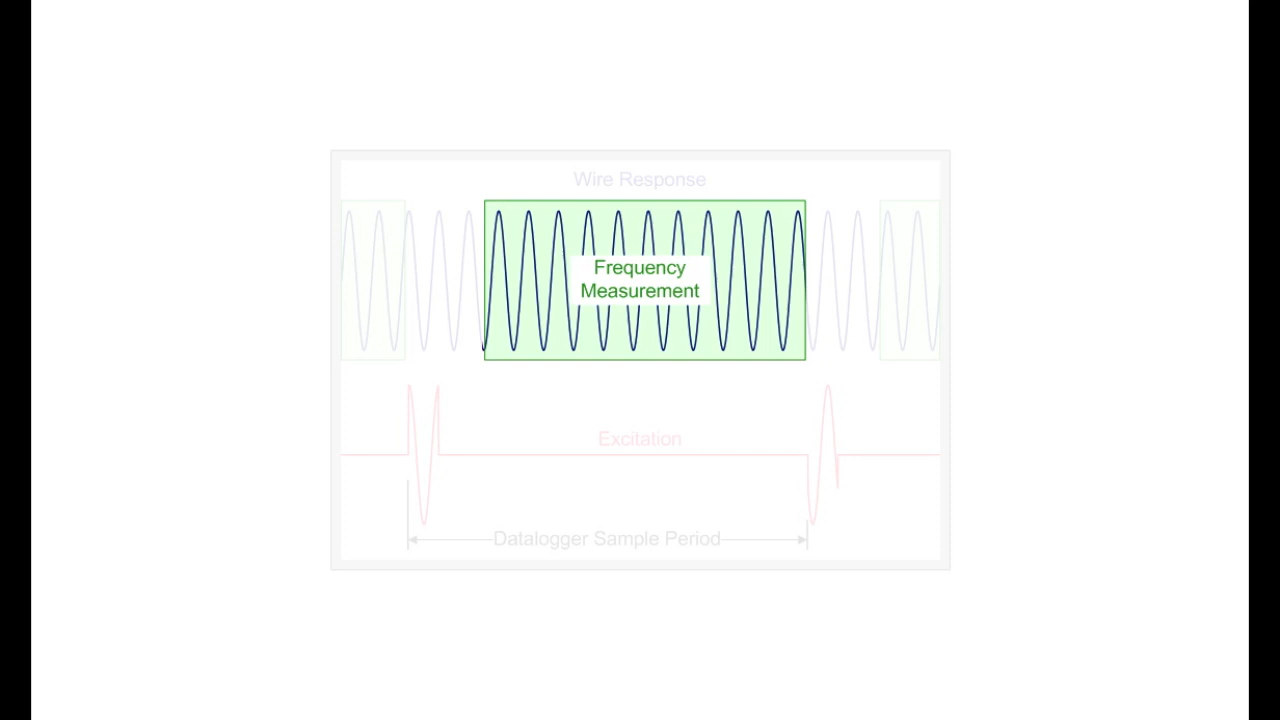 Wire Response
Frequency
Measurement
Excitation
Datalogger Sample Period